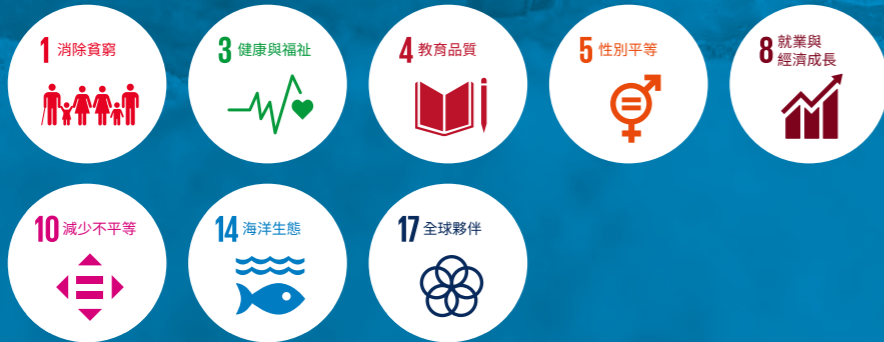 1 消除貧窮
3 健康與福祉
4 教育品質
5 性別平等
8 就業與
經濟成長
10 減少不平等
14 海洋生態
17 全球夥伴